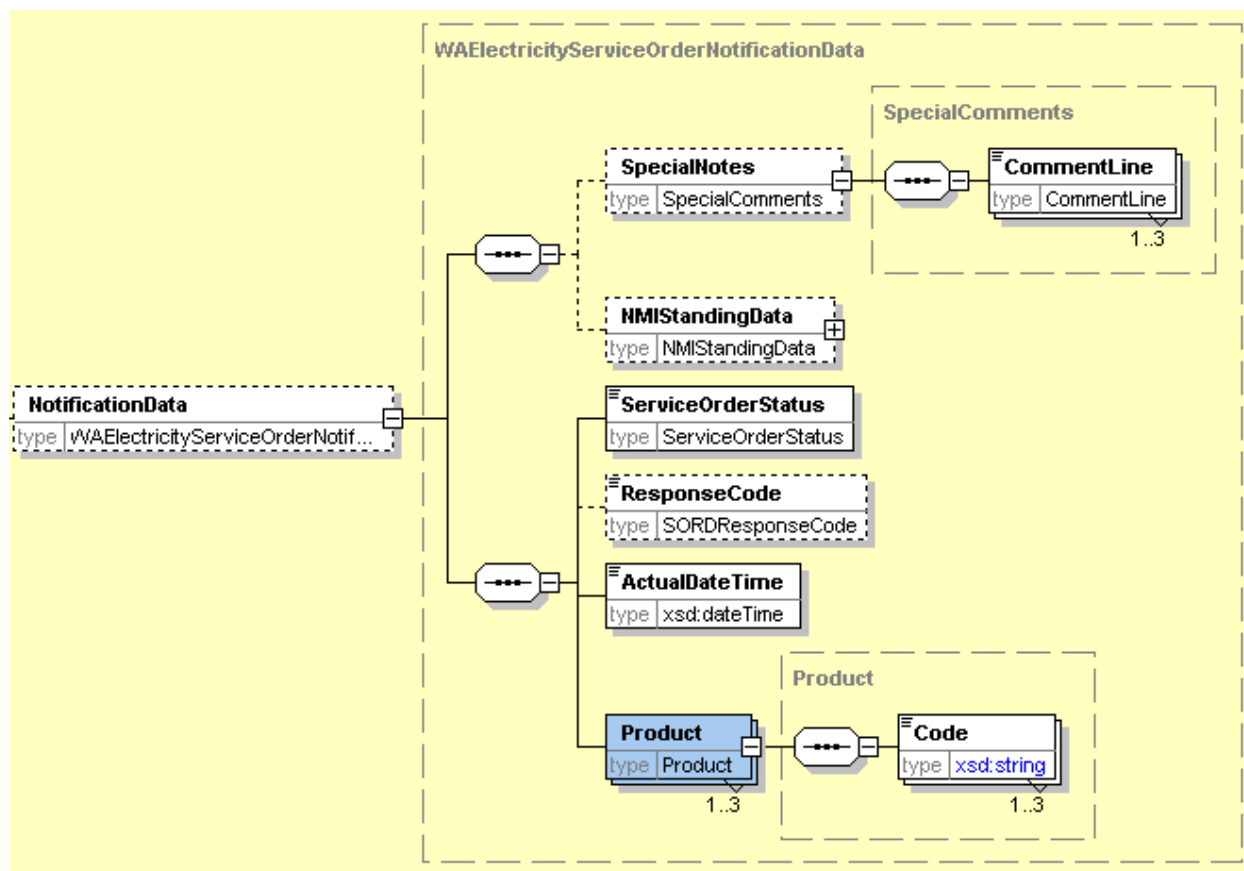 WAElectricityServiceOrderNotificationData
SpecialComments
SpecialNotes
type SpecialComments
CommentLine
type CommentLine
1..3
NMIStandingData
type NMIStandingData
NotificationData
type WAElectricityServiceOrderNotif...
ServiceOrderStatus
type ServiceOrderStatus
ResponseCode
type SORDResponseCode
ActualDateTime
type xsd:dateTime
Product
Product
type Product
1..3
Code
type xsd:string
1..3